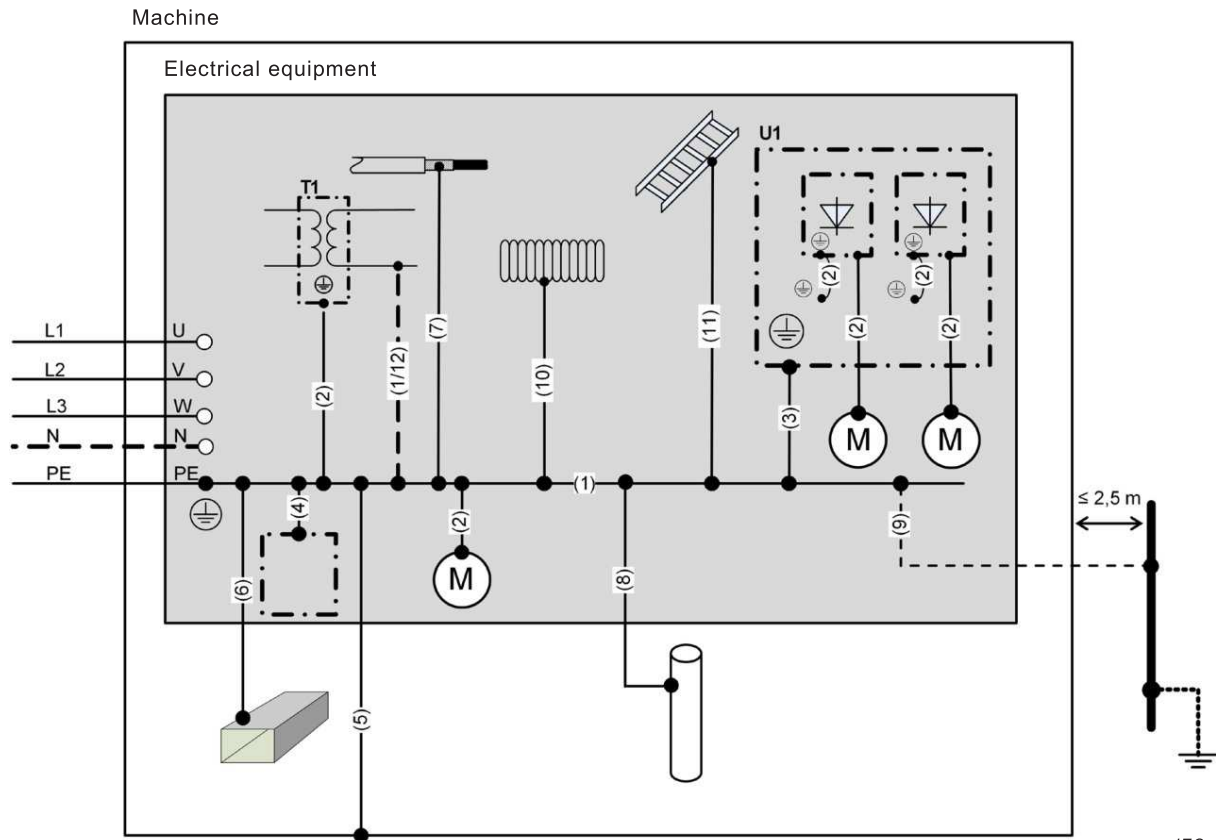 Machine
Electrical equipment
U1
T1
(2)
(2)
(7)
(11)
L1
U
(2)
(2)
(1/12)
(10)
L2
V
(2)
L3
W
(3)
N
N
M
M
PE
PE
(1)
≤ 2,5 m
(4)
(2)
(9)
M
(6)
(8)
(5)